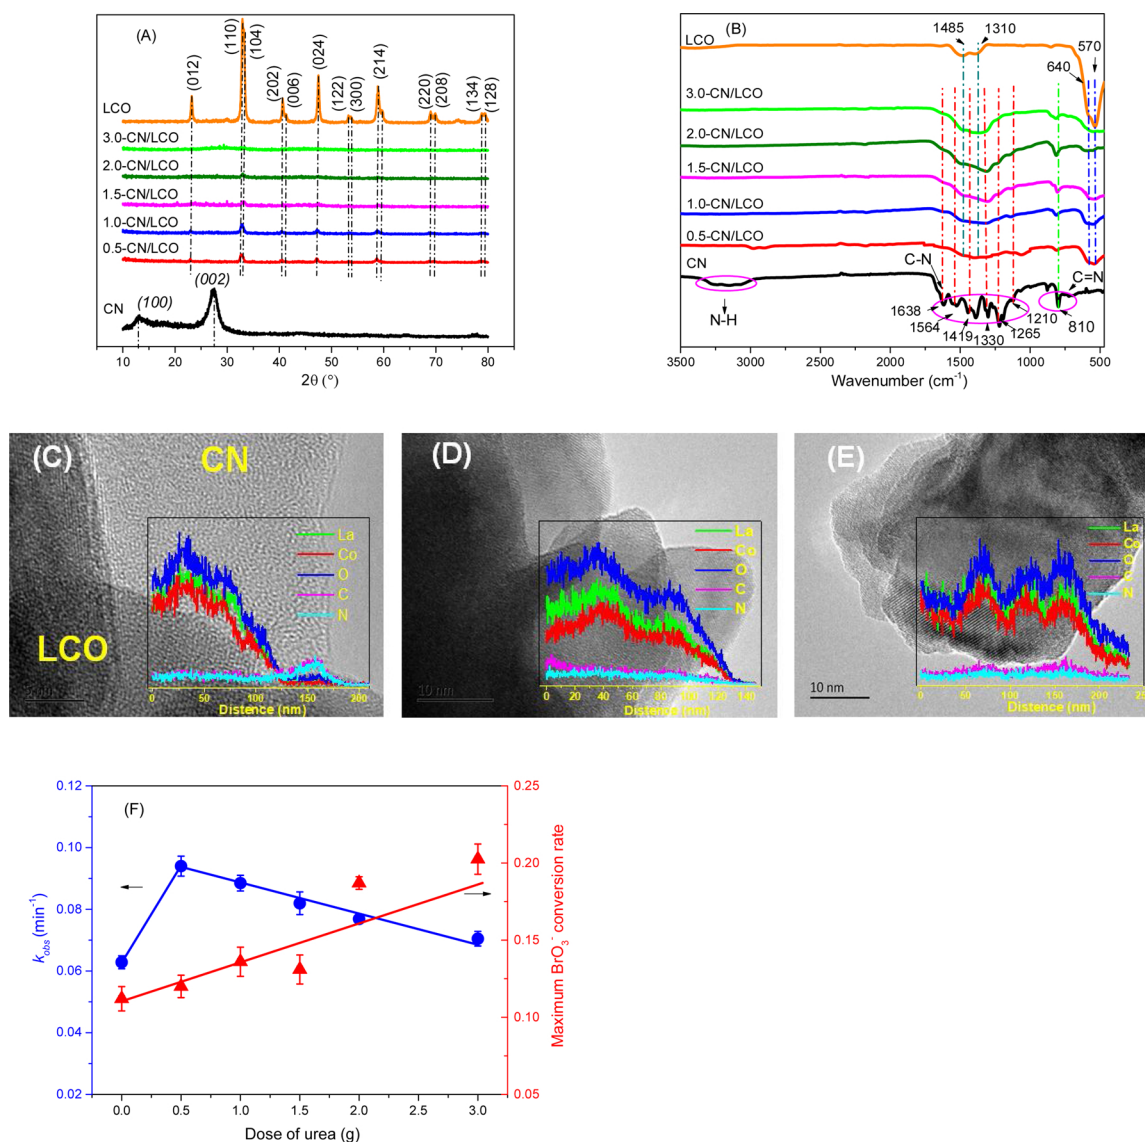 (A)
(110)
(104)
(012)
(202)
(006)
(024)
(122)
(300)
(214)
(220)
(208)
(134)
(128)
LCO
3.0-CN/LCO
2.0-CN/LCO
1.5-CN/LCO
1.0-CN/LCO
0.5-CN/LCO
CN
(100)
(002)
10 20 30 40 50 60 70 80
2θ (°)
(B)
1485 1310
570
640
LCO
3.0-CN/LCO
2.0-CN/LCO
1.5-CN/LCO
1.0-CN/LCO
0.5-CN/LCO
CN
C-N
C=N
N-H
1638
1564
1419
1330
1265
1210
810
3500 3000 2500 2000 1500 1000 500
Wavenumber (cm⁻¹)
(C)
CN
LCO
La
Co
O
C
N
0 50 100 150 200
Distence (nm)
(D)
La
Co
O
C
N
10 nm
0 20 40 60 80 100 120 140
Distence (nm)
(E)
La
Co
O
C
N
10 nm
0 50 100 150 200 250
Distence (nm)
(F)
0.12
0.10
0.08
0.06
0.04
0.02
k_obs (min⁻¹)
0.25
0.20
0.15
0.10
0.05
Maximum BrO₃⁻ conversion rate
0.0 0.5 1.0 1.5 2.0 2.5 3.0
Dose of urea (g)